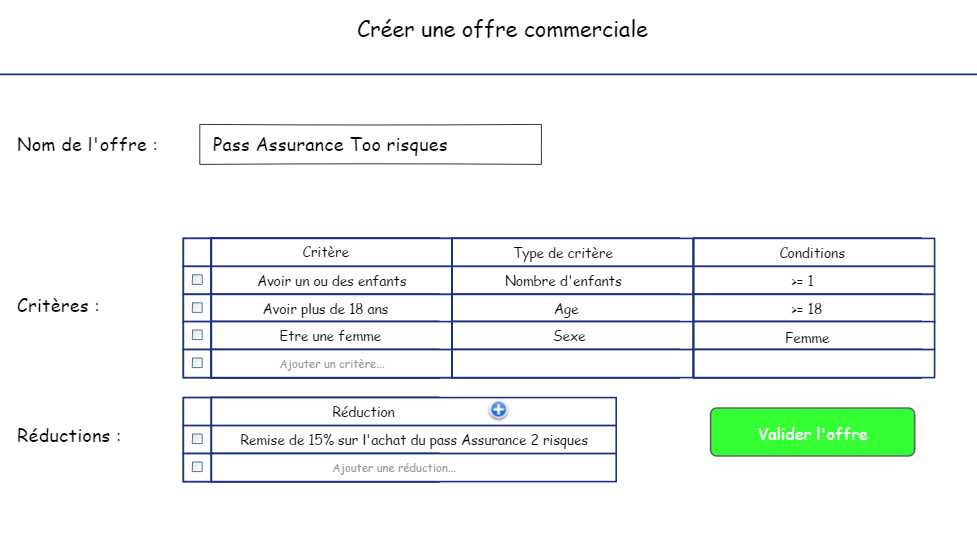 Créer une offre commerciale
Nom de l'offre : Pass Assurance Too risques
Critère Type de critère Conditions
Avoir un ou des enfants Nombre d'enfants >= 1
Critères :
Avoir plus de 18 ans Age >= 18
Etre une femme Sexe Femme
Ajouter un critère...
Réduction
Réductions :
Remise de 15% sur l'achat du pass Assurance 2 risques
Ajouter une réduction...
Valider l'offre